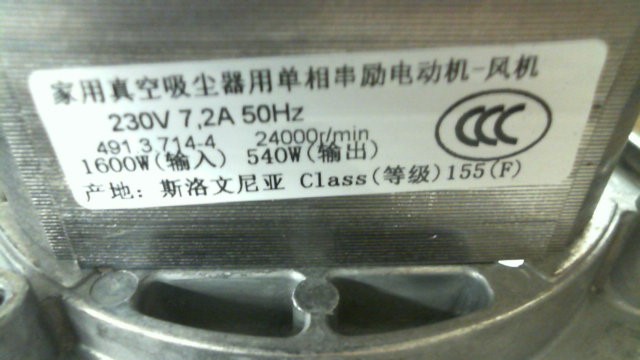 家用真空吸尘器用单相串励电动机-风机
230V 7,2A 50Hz
491.3.714-4 24000r/min
1600W(输入) 540W(输出)
产地: 斯洛文尼亚 Class(等级)155(F)
CCC